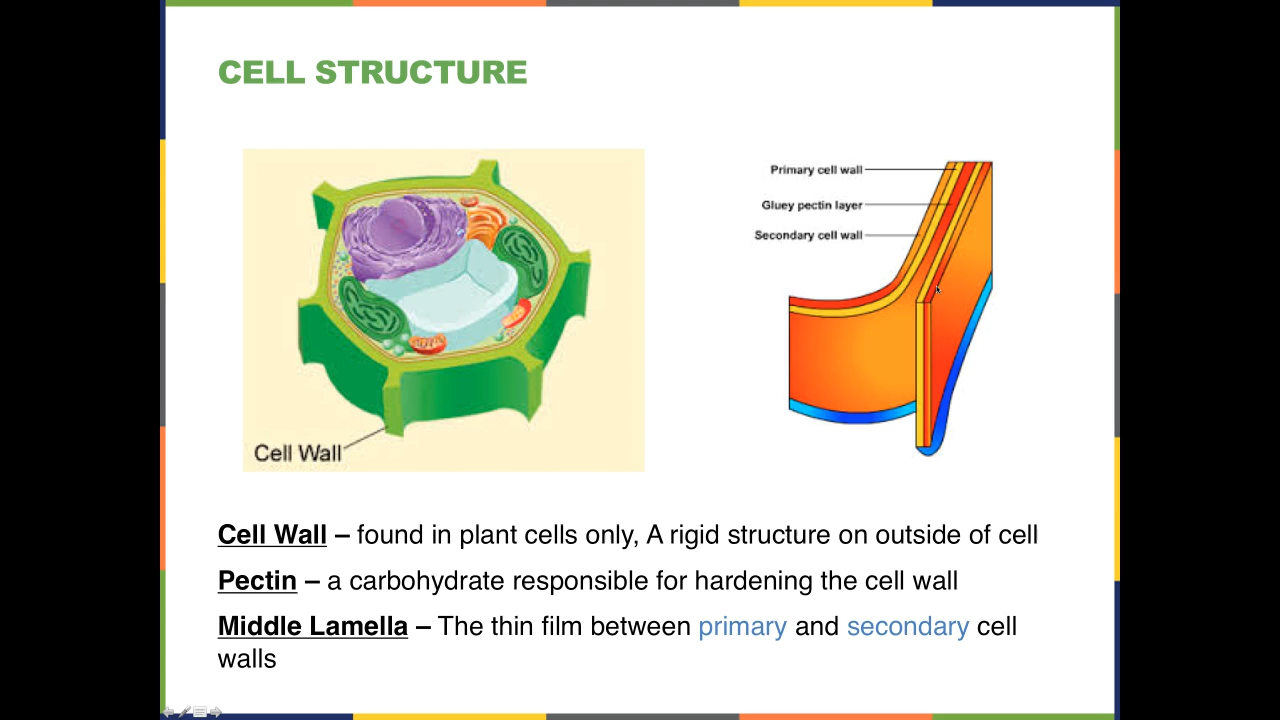 CELL STRUCTURE
Cell Wall
Primary cell wall
Gluey pectin layer
Secondary cell wall
Cell Wall – found in plant cells only, A rigid structure on outside of cell
Pectin – a carbohydrate responsible for hardening the cell wall
Middle Lamella – The thin film between primary and secondary cell
walls